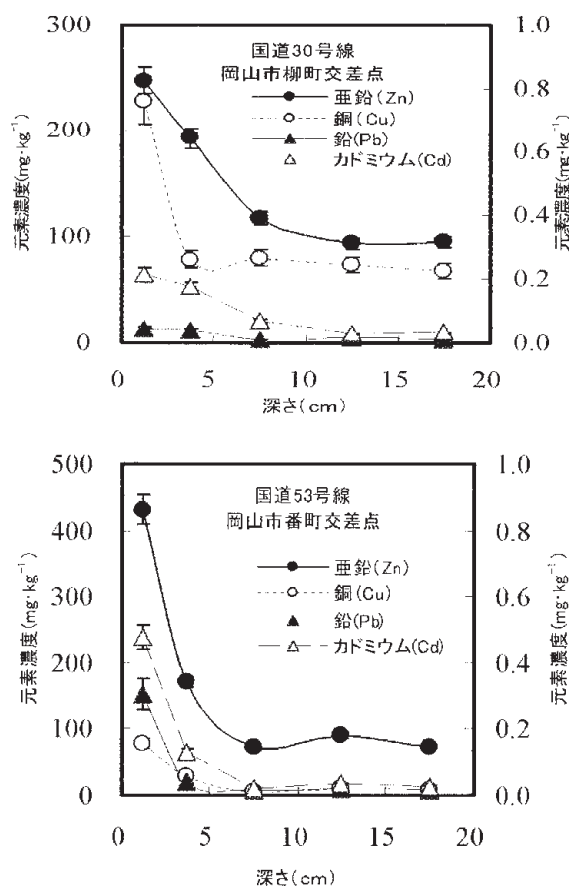 国道30号線
岡山市柳町交差点
亜鉛(Zn)
銅(Cu)
鉛(Pb)
カドミウム(Cd)
元素濃度(mg·kg⁻¹)
300
200
100
0
元素濃度(mg·kg⁻¹)
1.0
0.8
0.6
0.4
0.2
0.0
0 5 10 15 20
深さ(cm)
国道53号線
岡山市番町交差点
亜鉛(Zn)
銅(Cu)
鉛(Pb)
カドミウム(Cd)
元素濃度(mg·kg⁻¹)
500
400
300
200
100
0
元素濃度(mg·kg⁻¹)
1.0
0.8
0.6
0.4
0.2
0.0
0 5 10 15 20
深さ(cm)